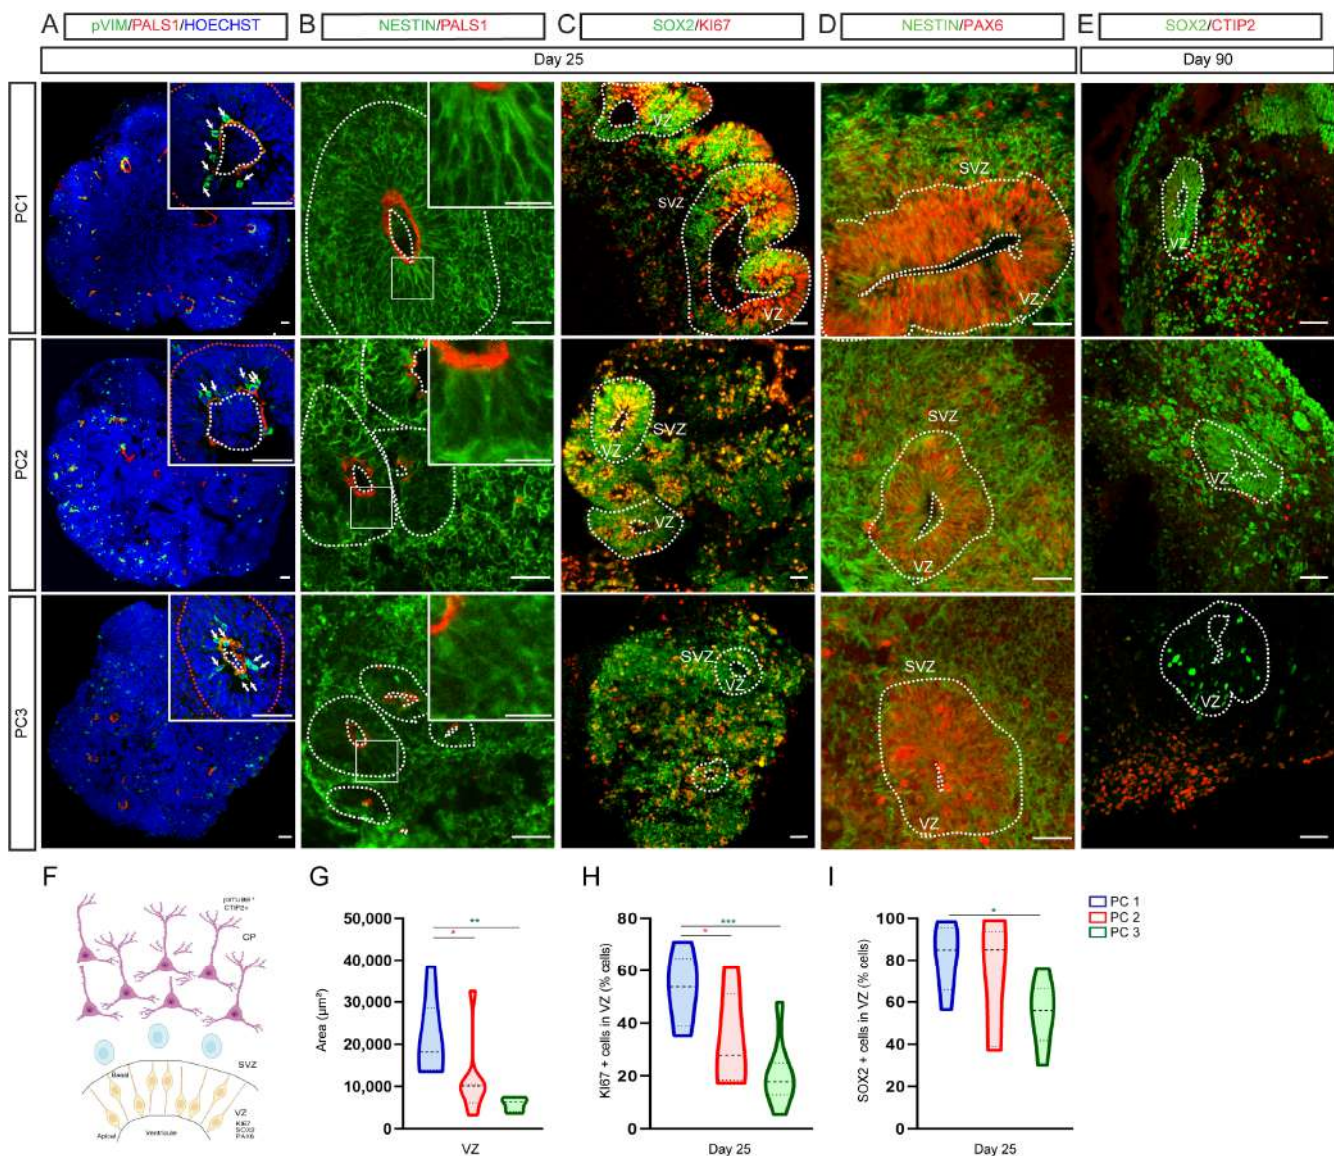 A pVIM/PALS1/HOECHST B NESTIN/PALS1 C SOX2/KI67 D NESTIN/PAX6 E SOX2/CTIP2
Day 25 Day 90
PC1
VZ
SVZ
VZ
SVZ
VZ
VZ
PC2
SVZ
VZ
VZ
SVZ
VZ
VZ
PC3
SVZ
VZ
SVZ
VZ
VZ
F
CTIP2+
CP
SVZ
Basal
VZ
KI67
SOX2
PAX6
Apical
Ventricule
G
50,000
40,000
30,000
20,000
10,000
0
Area (µm²)
**
*
VZ
H
80
60
40
20
0
KI67 + cells in VZ (% cells)
***
*
Day 25
I
100
80
60
40
20
0
SOX2 + cells in VZ (% cells)
*
Day 25
PC 1
PC 2
PC 3